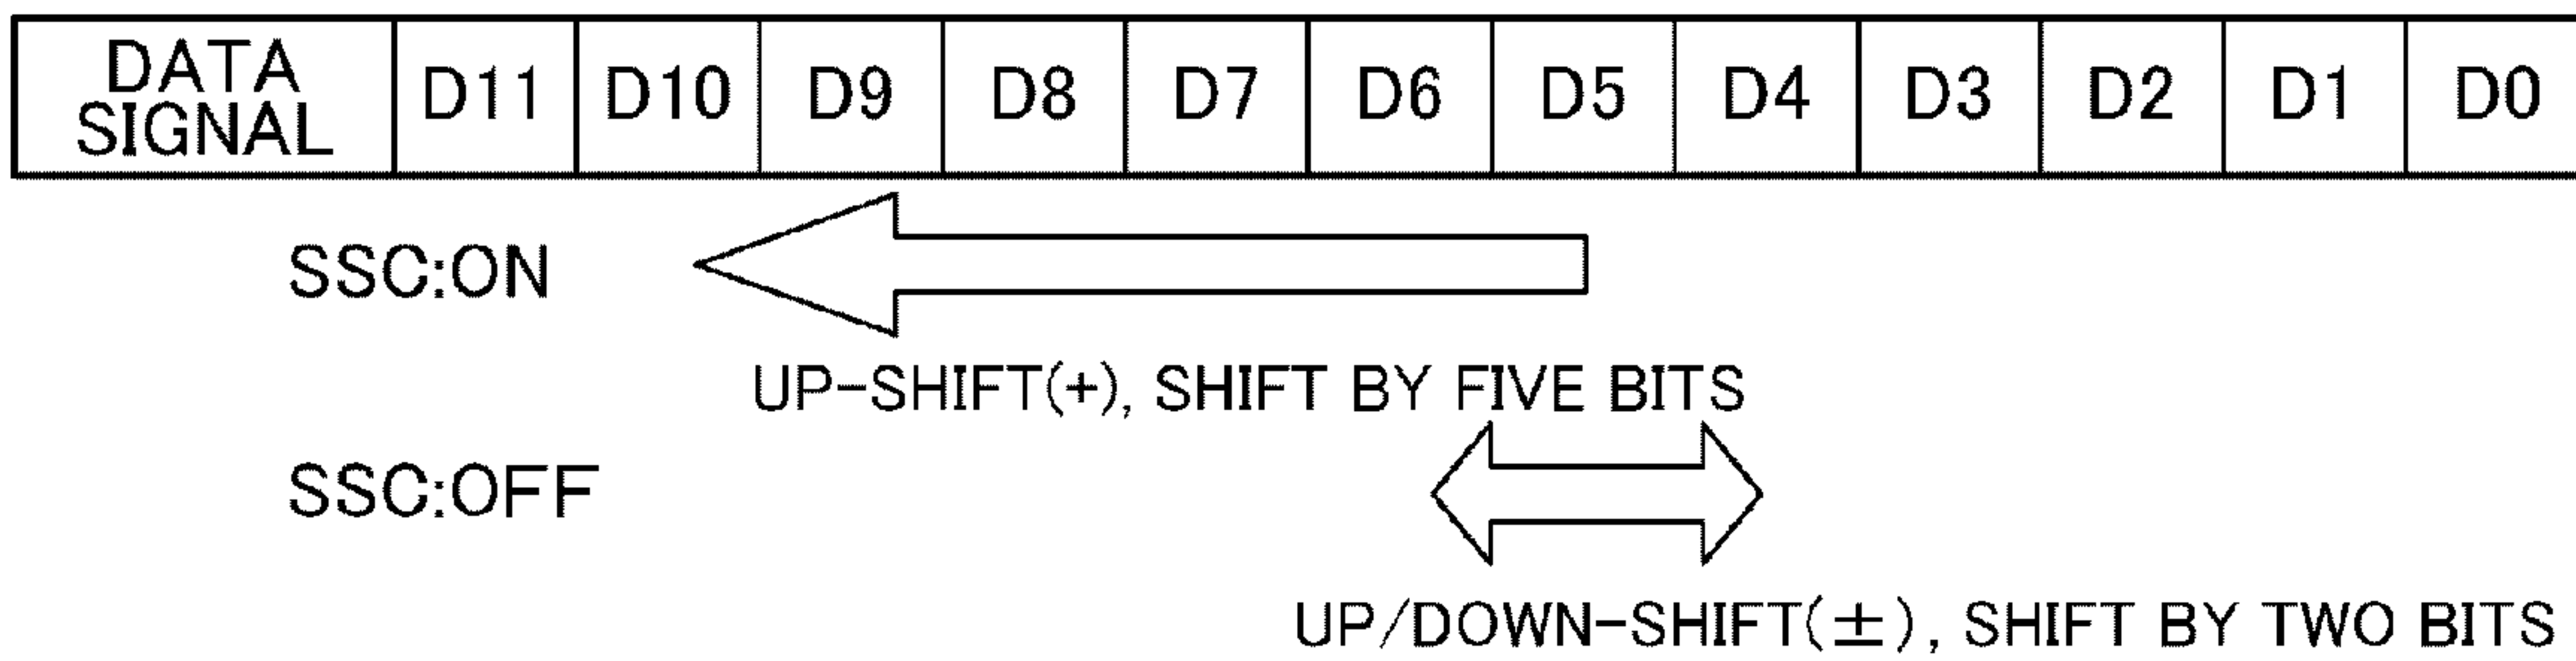 DATA SIGNAL D11 D10 D9 D8 D7 D6 D5 D4 D3 D2 D1 D0
SSC:ON
UP-SHIFT(+), SHIFT BY FIVE BITS
SSC:OFF
UP/DOWN-SHIFT(±), SHIFT BY TWO BITS